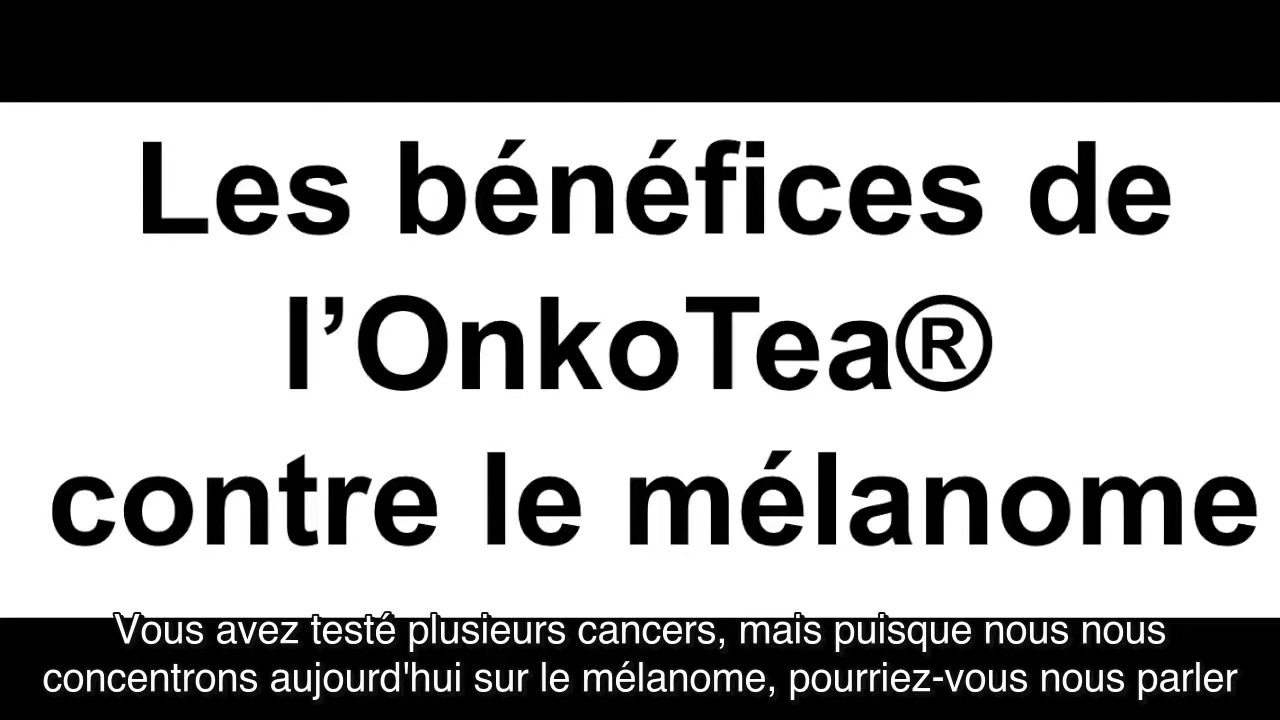 Les bénéfices de
l’OnkoTea®
contre le mélanome
Vous avez testé plusieurs cancers, mais puisque nous nous
concentrons aujourd'hui sur le mélanome, pourriez-vous nous parler